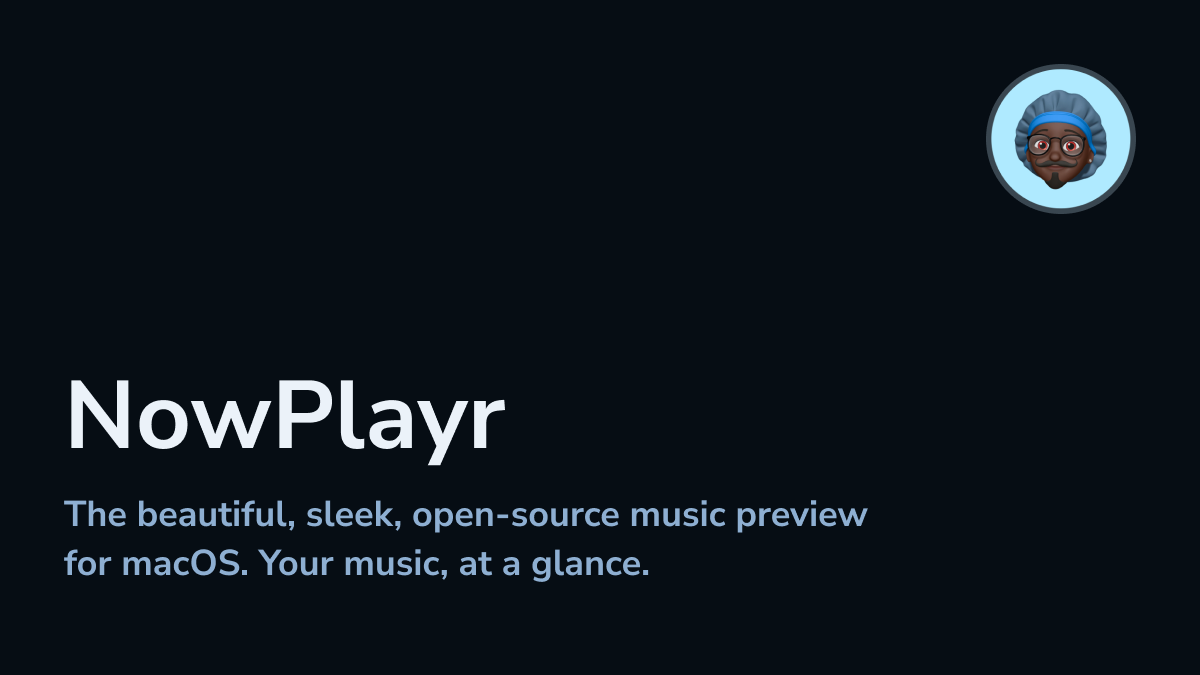 NowPlayr
The beautiful, sleek, open-source music preview
for macOS. Your music, at a glance.